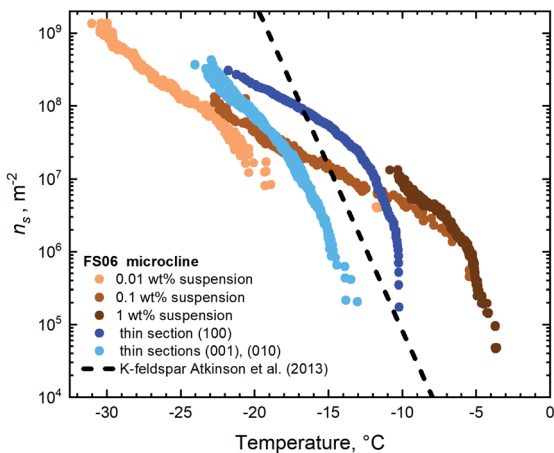 10⁹
10⁸
10⁷
10⁶
10⁵
10⁴
nₛ, m⁻²
FS06 microcline
0.01 wt% suspension
0.1 wt% suspension
1 wt% suspension
thin section (100)
thin sections (001), (010)
K-feldspar Atkinson et al. (2013)
-30 -25 -20 -15 -10 -5 0
Temperature, °C